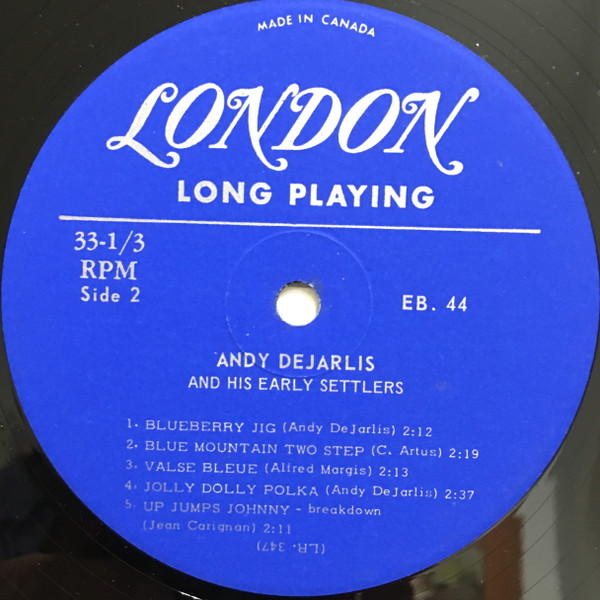 MADE IN CANADA
LONDON
LONG PLAYING
33-1/3
RPM
Side 2
EB. 44
ANDY DEJARLIS
AND HIS EARLY SETTLERS
1. BLUEBERRY JIG (Andy DeJarlis) 2:12
2. BLUE MOUNTAIN TWO STEP (C. Artus) 2:19
3. VALSE BLEUE (Alfred Margis) 2:13
4. JOLLY DOLLY POLKA (Andy DeJarlis) 2:37
5. UP JUMPS JOHNNY - breakdown
(Jean Carignan) 2:11
(LR. 347)